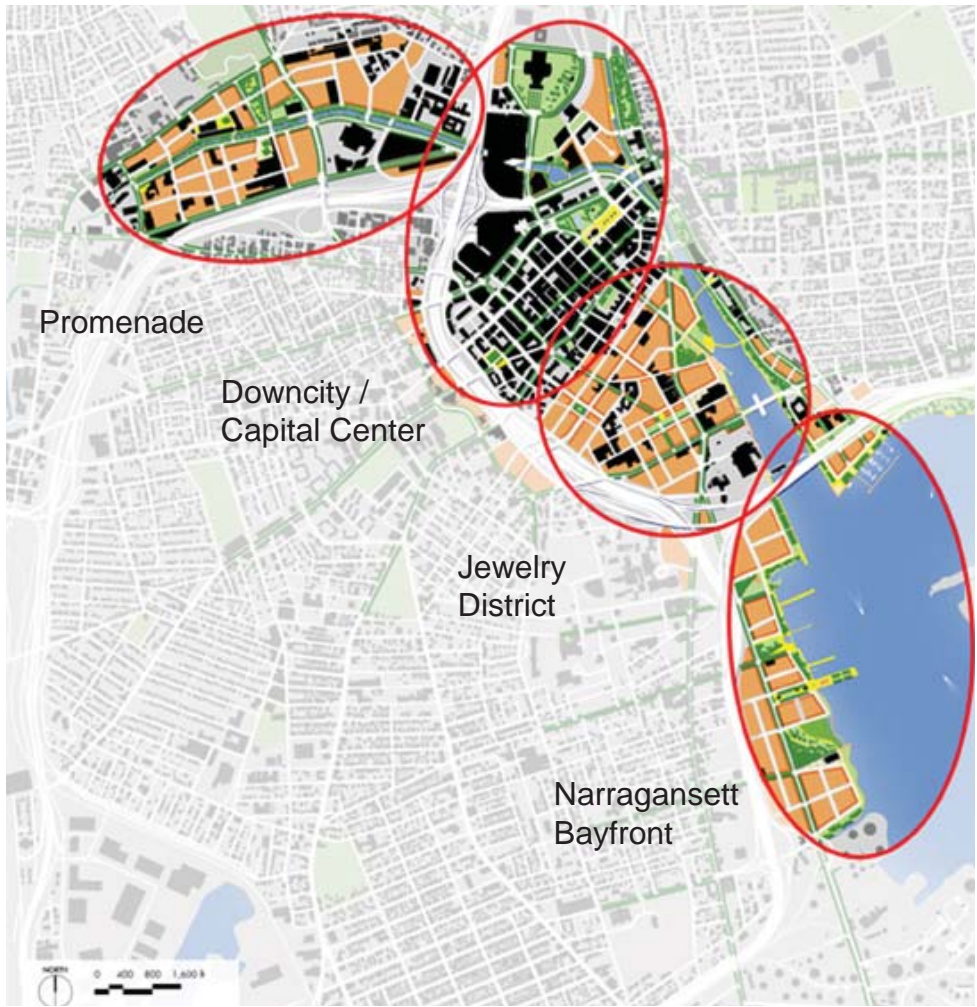 Promenade
Downcity /
Capital Center
Jewelry
District
Narragansett
Bayfront
NORTH
0 400 800 1,600 ft